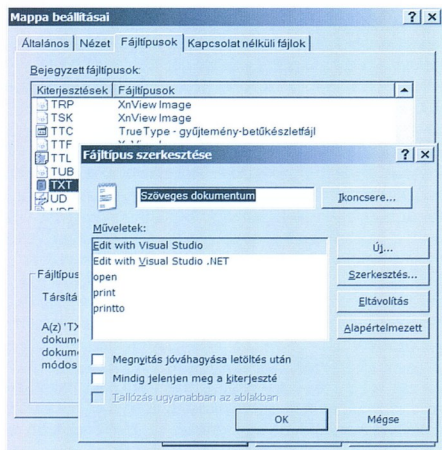 Mappa beállításai
Általános
Nézet
Fájltípusok
Kapcsolat nélküli fájlok
Bejegyzett fájltípusok:
Kiterjesztések Fájltípusok
TRP XnView Image
TSK XnView Image
TTC TrueType - gyűjtemény-betűkészletfájl
TTF
TTL
TUB
TXT
UD
Fájltípus szerkesztése
Szöveges dokumentum
Ikoncsere...
Műveletek:
Edit with Visual Studio
Edit with Visual Studio .NET
open
print
printto
Új...
Szerkesztés...
Eltávolítás
Alapértelmezett
Fájltípus
Társítá
A(z) 'TX
dokume
dokume
módos
Megnyitás jóváhagyása letöltés után
Mindig jelenjen meg a kiterjeszté
Tallózás ugyanabban az ablakban
OK
Mégse